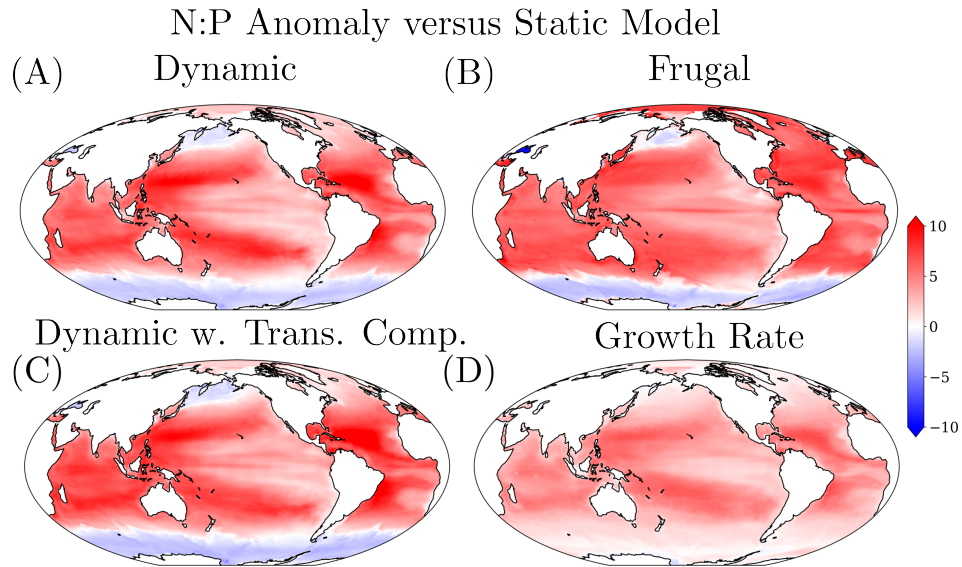 N:P Anomaly versus Static Model
(A) Dynamic
(B) Frugal
10
5
0
−5
−10
Dynamic w. Trans. Comp.
(C)
Growth Rate
(D)